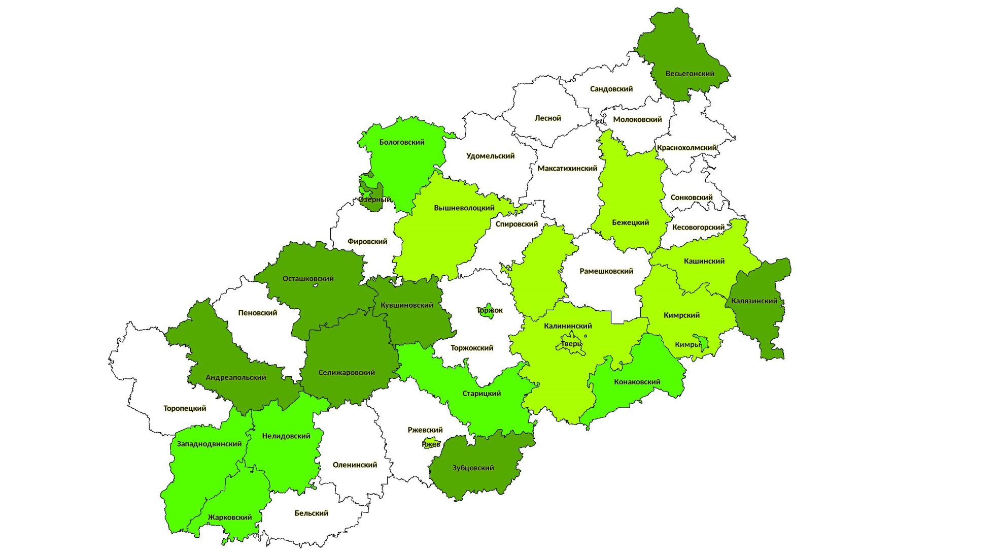 Весьегонский
Сандовский
Лесной
Молоковский
Бологовский
Краснохолмский
Удомельский
Максатихинский
Сонковский
Озёрный
Вышневолоцкий
Бежецкий
Спировский
Кесовогорский
Фировский
Кашинский
Рамешковский
Осташковский
Калязинский
Кувшиновский
Торжок
Пеновский
Кимрский
Калининский
Тверь
Кимры
Торжокский
Селижаровский
Андреапольский
Конаковский
Старицкий
Торопецкий
Ржевский
Нелидовский
Западнодвинский
Ржев
Оленинский
Зубцовский
Бельский
Жарковский